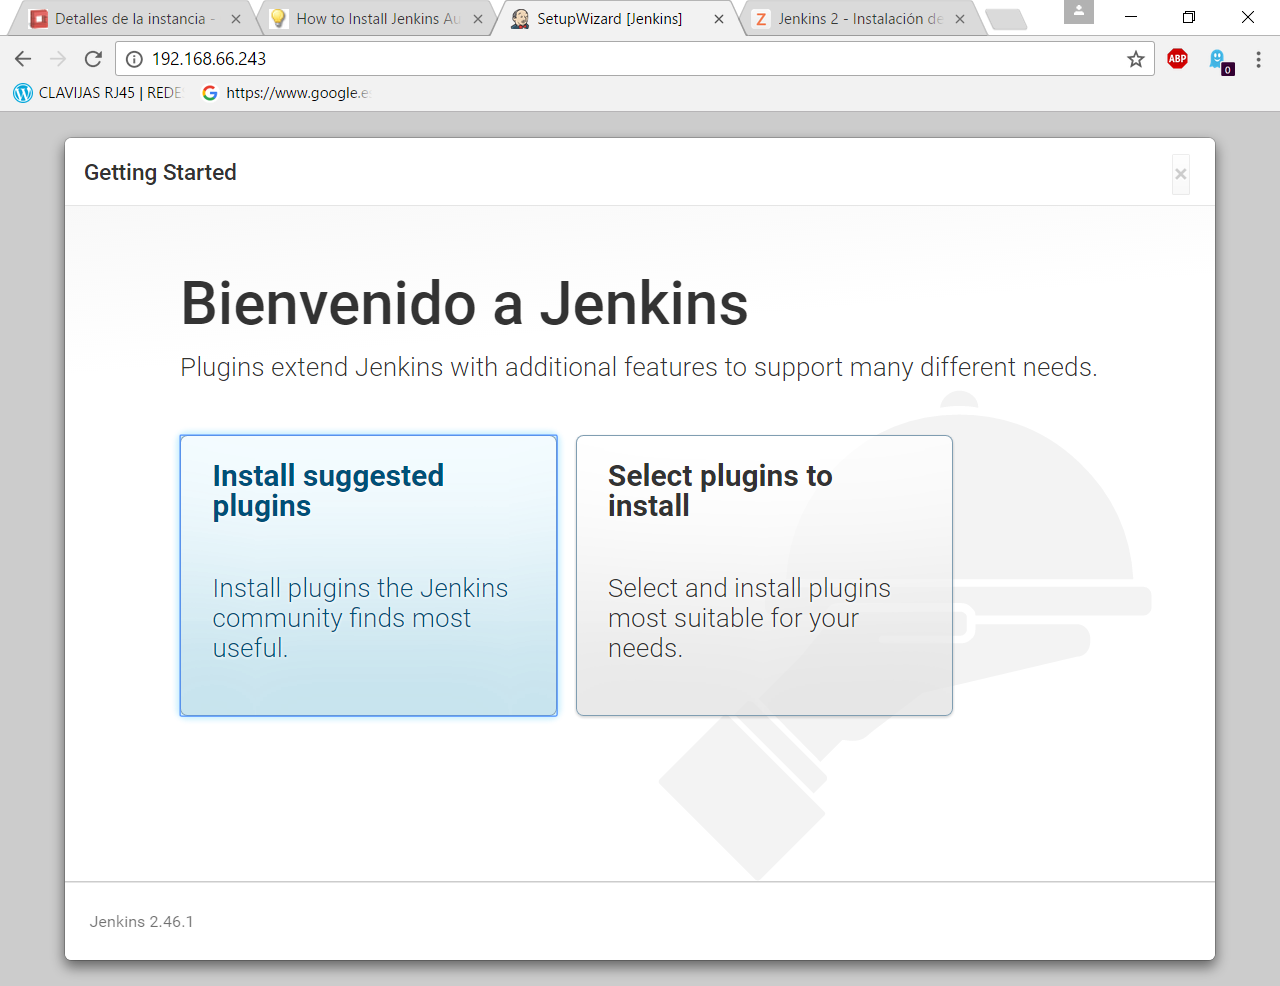 Detalles de la instancia -
How to Install Jenkins Au
SetupWizard [Jenkins]
Jenkins 2 - Instalación de
192.168.66.243
ABP
0
CLAVIJAS RJ45 | REDE
https://www.google.es
Getting Started
×
Bienvenido a Jenkins
Plugins extend Jenkins with additional features to support many different needs.
Install suggested
plugins
Install plugins the Jenkins
community finds most
useful.
Select plugins to
install
Select and install plugins
most suitable for your
needs.
Jenkins 2.46.1